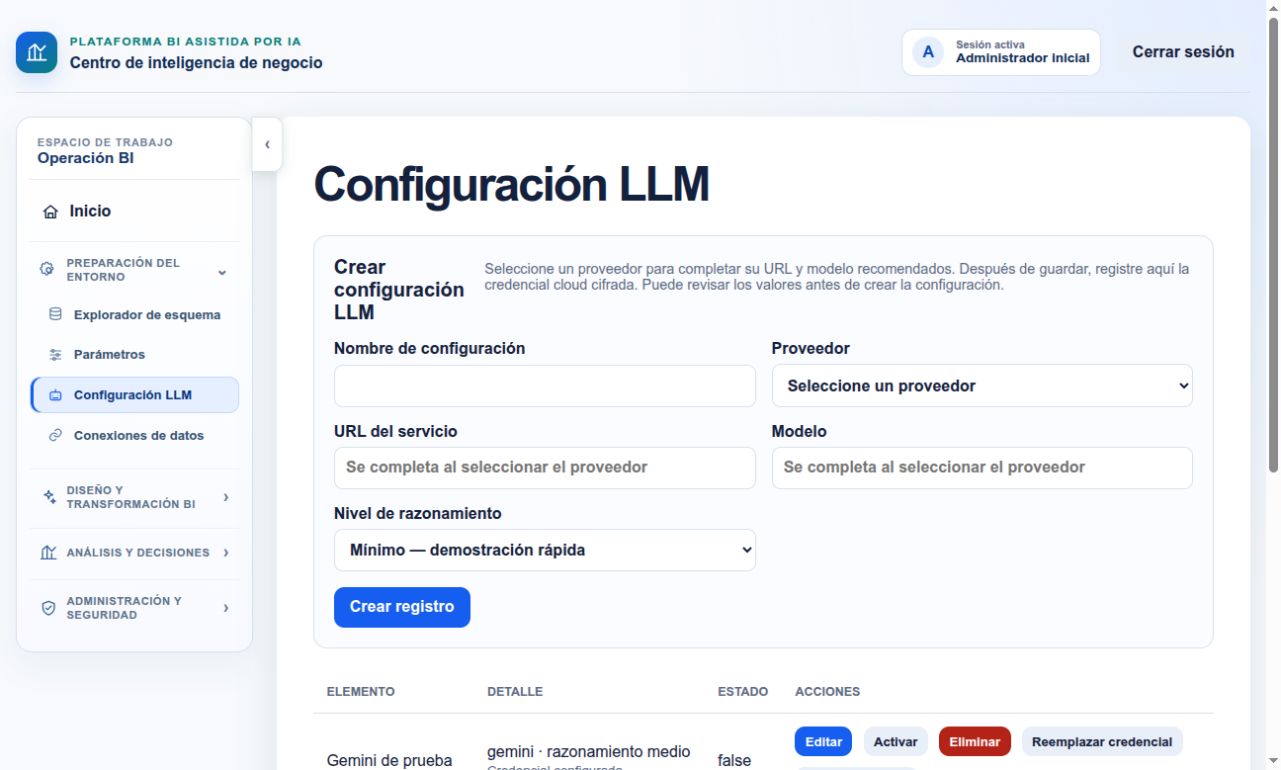 PLATAFORMA BI ASISTIDA POR IA
Centro de inteligencia de negocio
A
Sesión activa
Administrador inicial
Cerrar sesión
ESPACIO DE TRABAJO
Operación BI
Inicio
PREPARACIÓN DEL
ENTORNO
Explorador de esquema
Parámetros
Configuración LLM
Conexiones de datos
DISEÑO Y
TRANSFORMACIÓN BI
ANÁLISIS Y DECISIONES
ADMINISTRACIÓN Y
SEGURIDAD
Configuración LLM
Crear
configuración
LLM
Seleccione un proveedor para completar su URL y modelo recomendados. Después de guardar, registre aquí la
credencial cloud cifrada. Puede revisar los valores antes de crear la configuración.
Nombre de configuración
Proveedor
Seleccione un proveedor
URL del servicio
Modelo
Se completa al seleccionar el proveedor
Se completa al seleccionar el proveedor
Nivel de razonamiento
Mínimo — demostración rápida
Crear registro
ELEMENTO DETALLE ESTADO ACCIONES
Editar Activar Eliminar Reemplazar credencial
Gemini de prueba
gemini · razonamiento medio
false
Credencial configurada